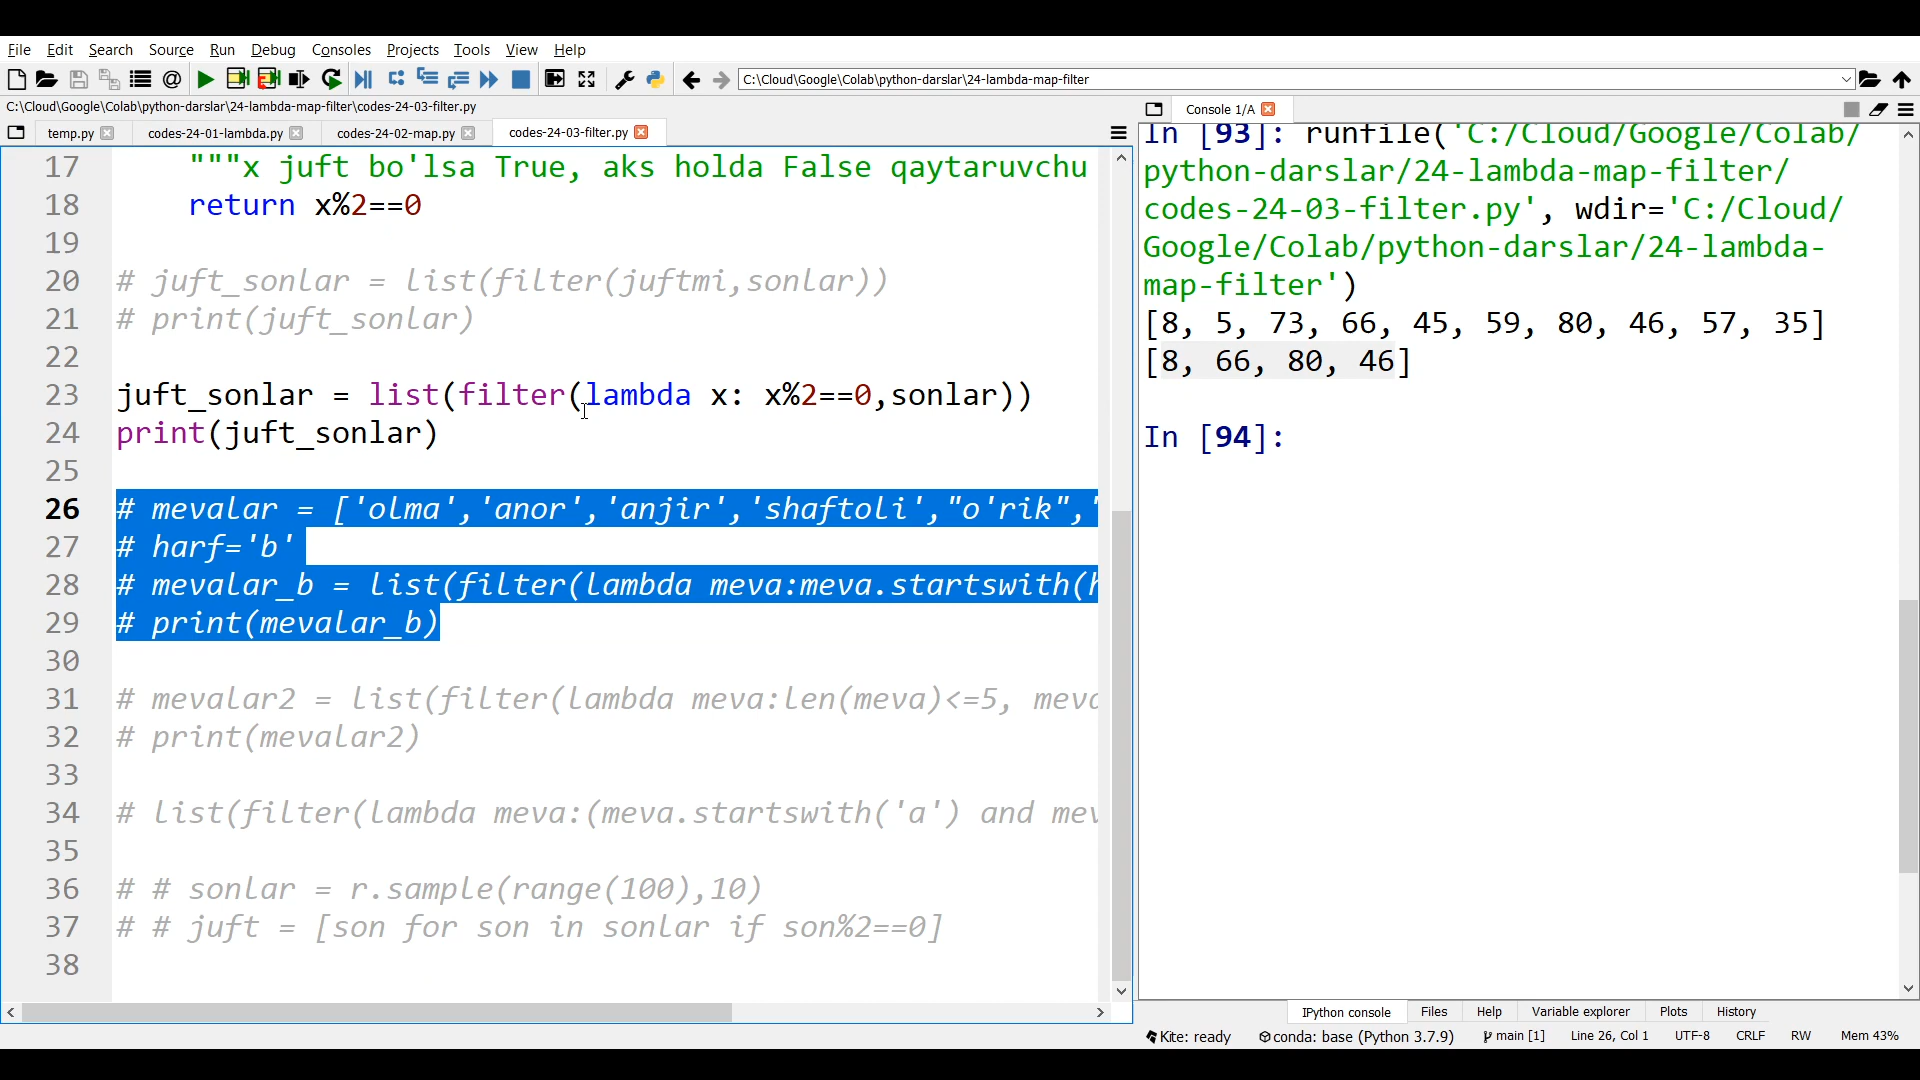 File Edit Search Source Run Debug Consoles Projects Tools View Help
C:\Cloud\Google\Colab\python-darslar\24-lambda-map-filter
C:\Cloud\Google\Colab\python-darslar\24-lambda-map-filter\codes-24-03-filter.py
temp.py codes-24-01-lambda.py codes-24-02-map.py codes-24-03-filter.py
17 """x juft bo'lsa True, aks holda False qaytaruvchu
18 return x%2==0
19
20 # juft_sonlar = list(filter(juftmi,sonlar))
21 # print(juft_sonlar)
22
23 juft_sonlar = list(filter(lambda x: x%2==0,sonlar))
24 print(juft_sonlar)
25
26 # mevalar = ['olma','anor','anjir','shaftoli',"o'rik",'
27 # harf='b'
28 # mevalar_b = list(filter(lambda meva:meva.startswith(h
29 # print(mevalar_b)
30
31 # mevalar2 = list(filter(lambda meva:len(meva)<=5, meva
32 # print(mevalar2)
33
34 # list(filter(lambda meva:(meva.startswith('a') and mev
35
36 # # sonlar = r.sample(range(100),10)
37 # # juft = [son for son in sonlar if son%2==0]
38
Console 1/A
In [93]: runfile('C:/Cloud/Google/Colab/
python-darslar/24-lambda-map-filter/
codes-24-03-filter.py', wdir='C:/Cloud/
Google/Colab/python-darslar/24-lambda-
map-filter')
[8, 5, 73, 66, 45, 59, 80, 46, 57, 35]
[8, 66, 80, 46]
In [94]:
IPython console Files Help Variable explorer Plots History
Kite: ready conda: base (Python 3.7.9) main [1] Line 26, Col 1 UTF-8 CRLF RW Mem 43%